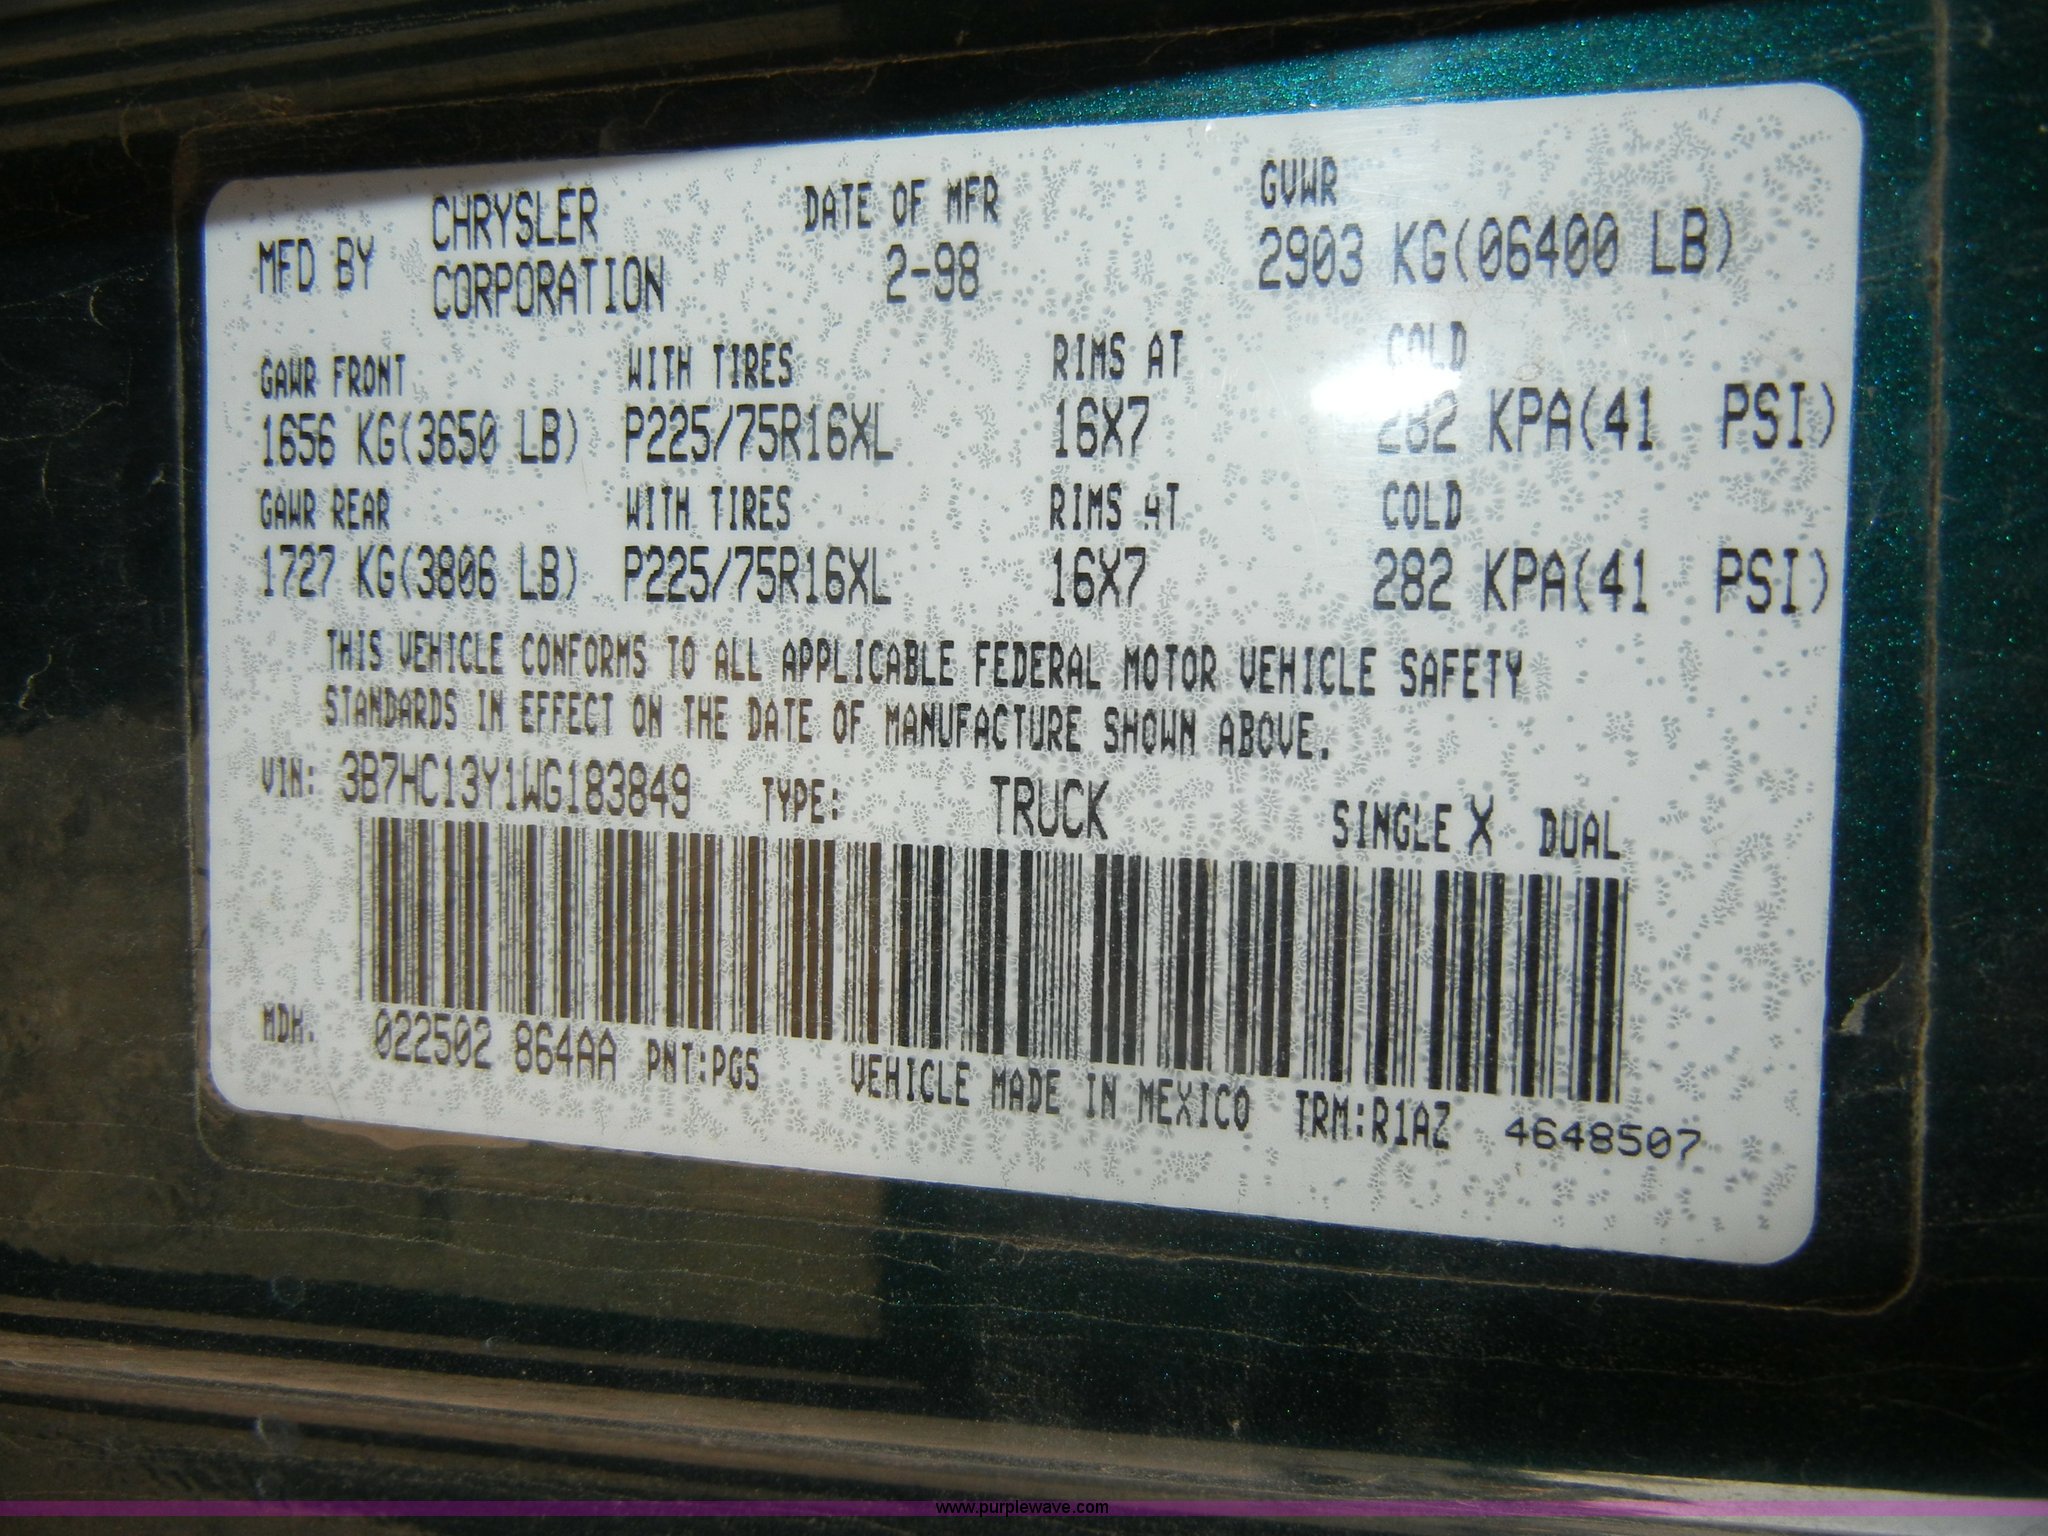 MFD BY CHRYSLER CORPORATION DATE OF MFR 2-98 GVWR 2903 KG(06400 LB)
GAWR FRONT WITH TIRES RIMS AT COLD
1656 KG(3650 LB) P225/75R16XL 16X7 282 KPA(41 PSI)
GAWR REAR WITH TIRES RIMS AT COLD
1727 KG(3806 LB) P225/75R16XL 16X7 282 KPA(41 PSI)
THIS VEHICLE CONFORMS TO ALL APPLICABLE FEDERAL MOTOR VEHICLE SAFETY
STANDARDS IN EFFECT ON THE DATE OF MANUFACTURE SHOWN ABOVE.
VIN: 3B7HC13Y1WG183849 TYPE: TRUCK SINGLE X DUAL
MDH. 022502 864AA PNT:PGS VEHICLE MADE IN MEXICO TRM:R1AZ 4648507
www.purplewave.com